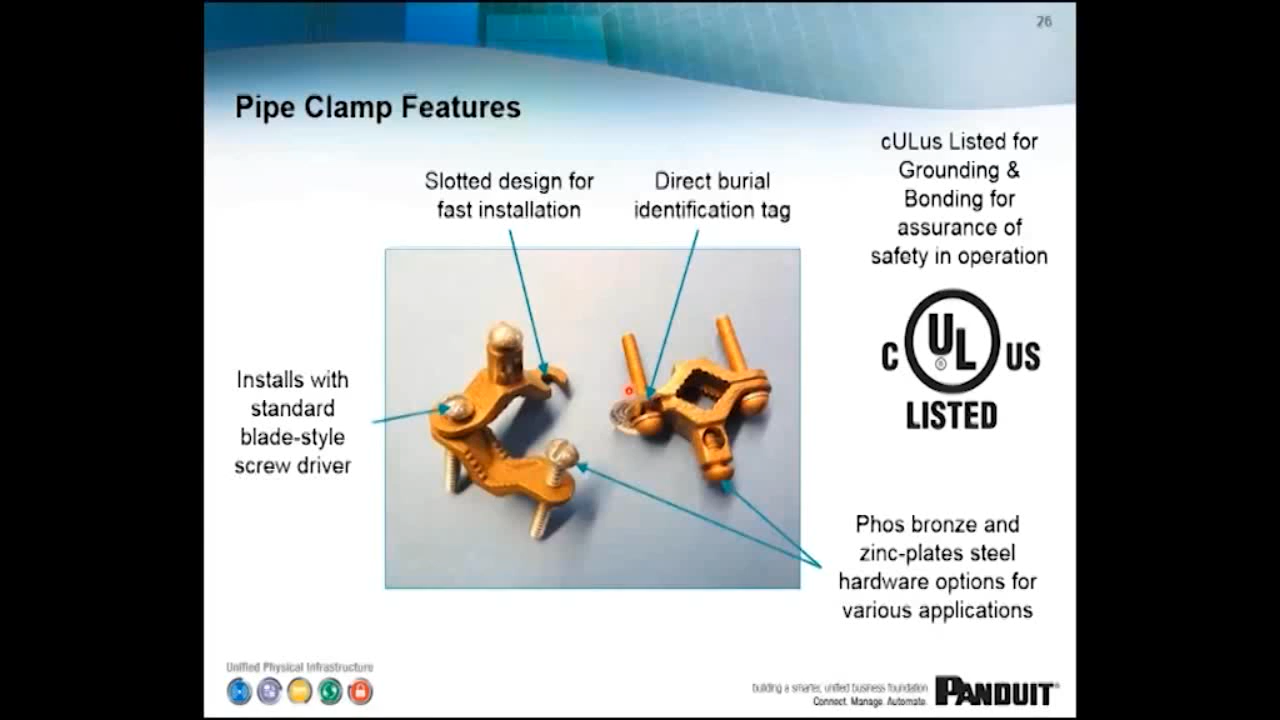 26
Pipe Clamp Features
Slotted design for
fast installation
Direct burial
identification tag
cULus Listed for
Grounding &
Bonding for
assurance of
safety in operation
C UL ® US
LISTED
Installs with
standard
blade-style
screw driver
Phos bronze and
zinc-plates steel
hardware options for
various applications
Unified Physical Infrastructure
building a smarter, unified business foundation
Connect. Manage. Automate.
PANDUIT